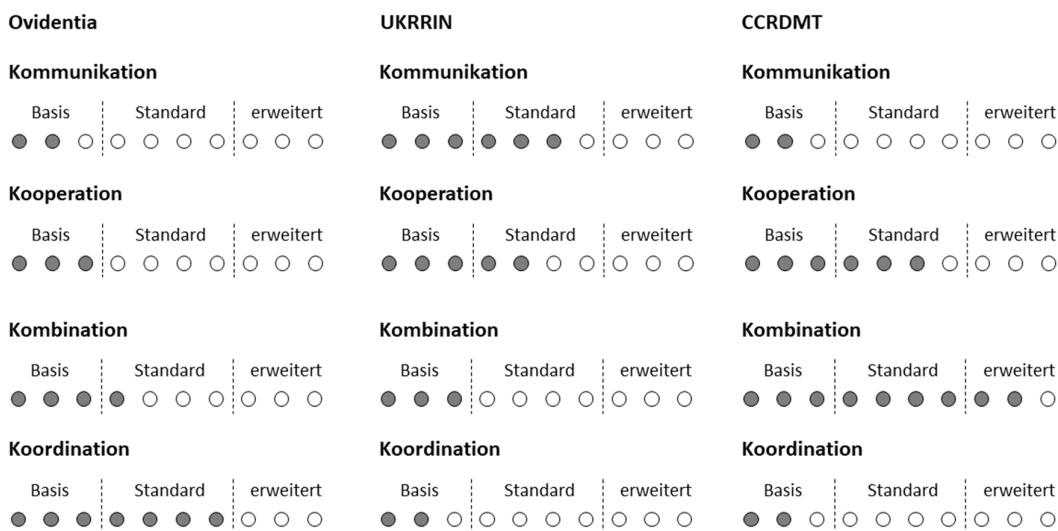 Ovidentia UKRRIN CCRDMT
Kommunikation Kommunikation Kommunikation
Basis Standard erweitert Basis Standard erweitert Basis Standard erweitert
Kooperation Kooperation Kooperation
Basis Standard erweitert Basis Standard erweitert Basis Standard erweitert
Kombination Kombination Kombination
Basis Standard erweitert Basis Standard erweitert Basis Standard erweitert
Koordination Koordination Koordination
Basis Standard erweitert Basis Standard erweitert Basis Standard erweitert